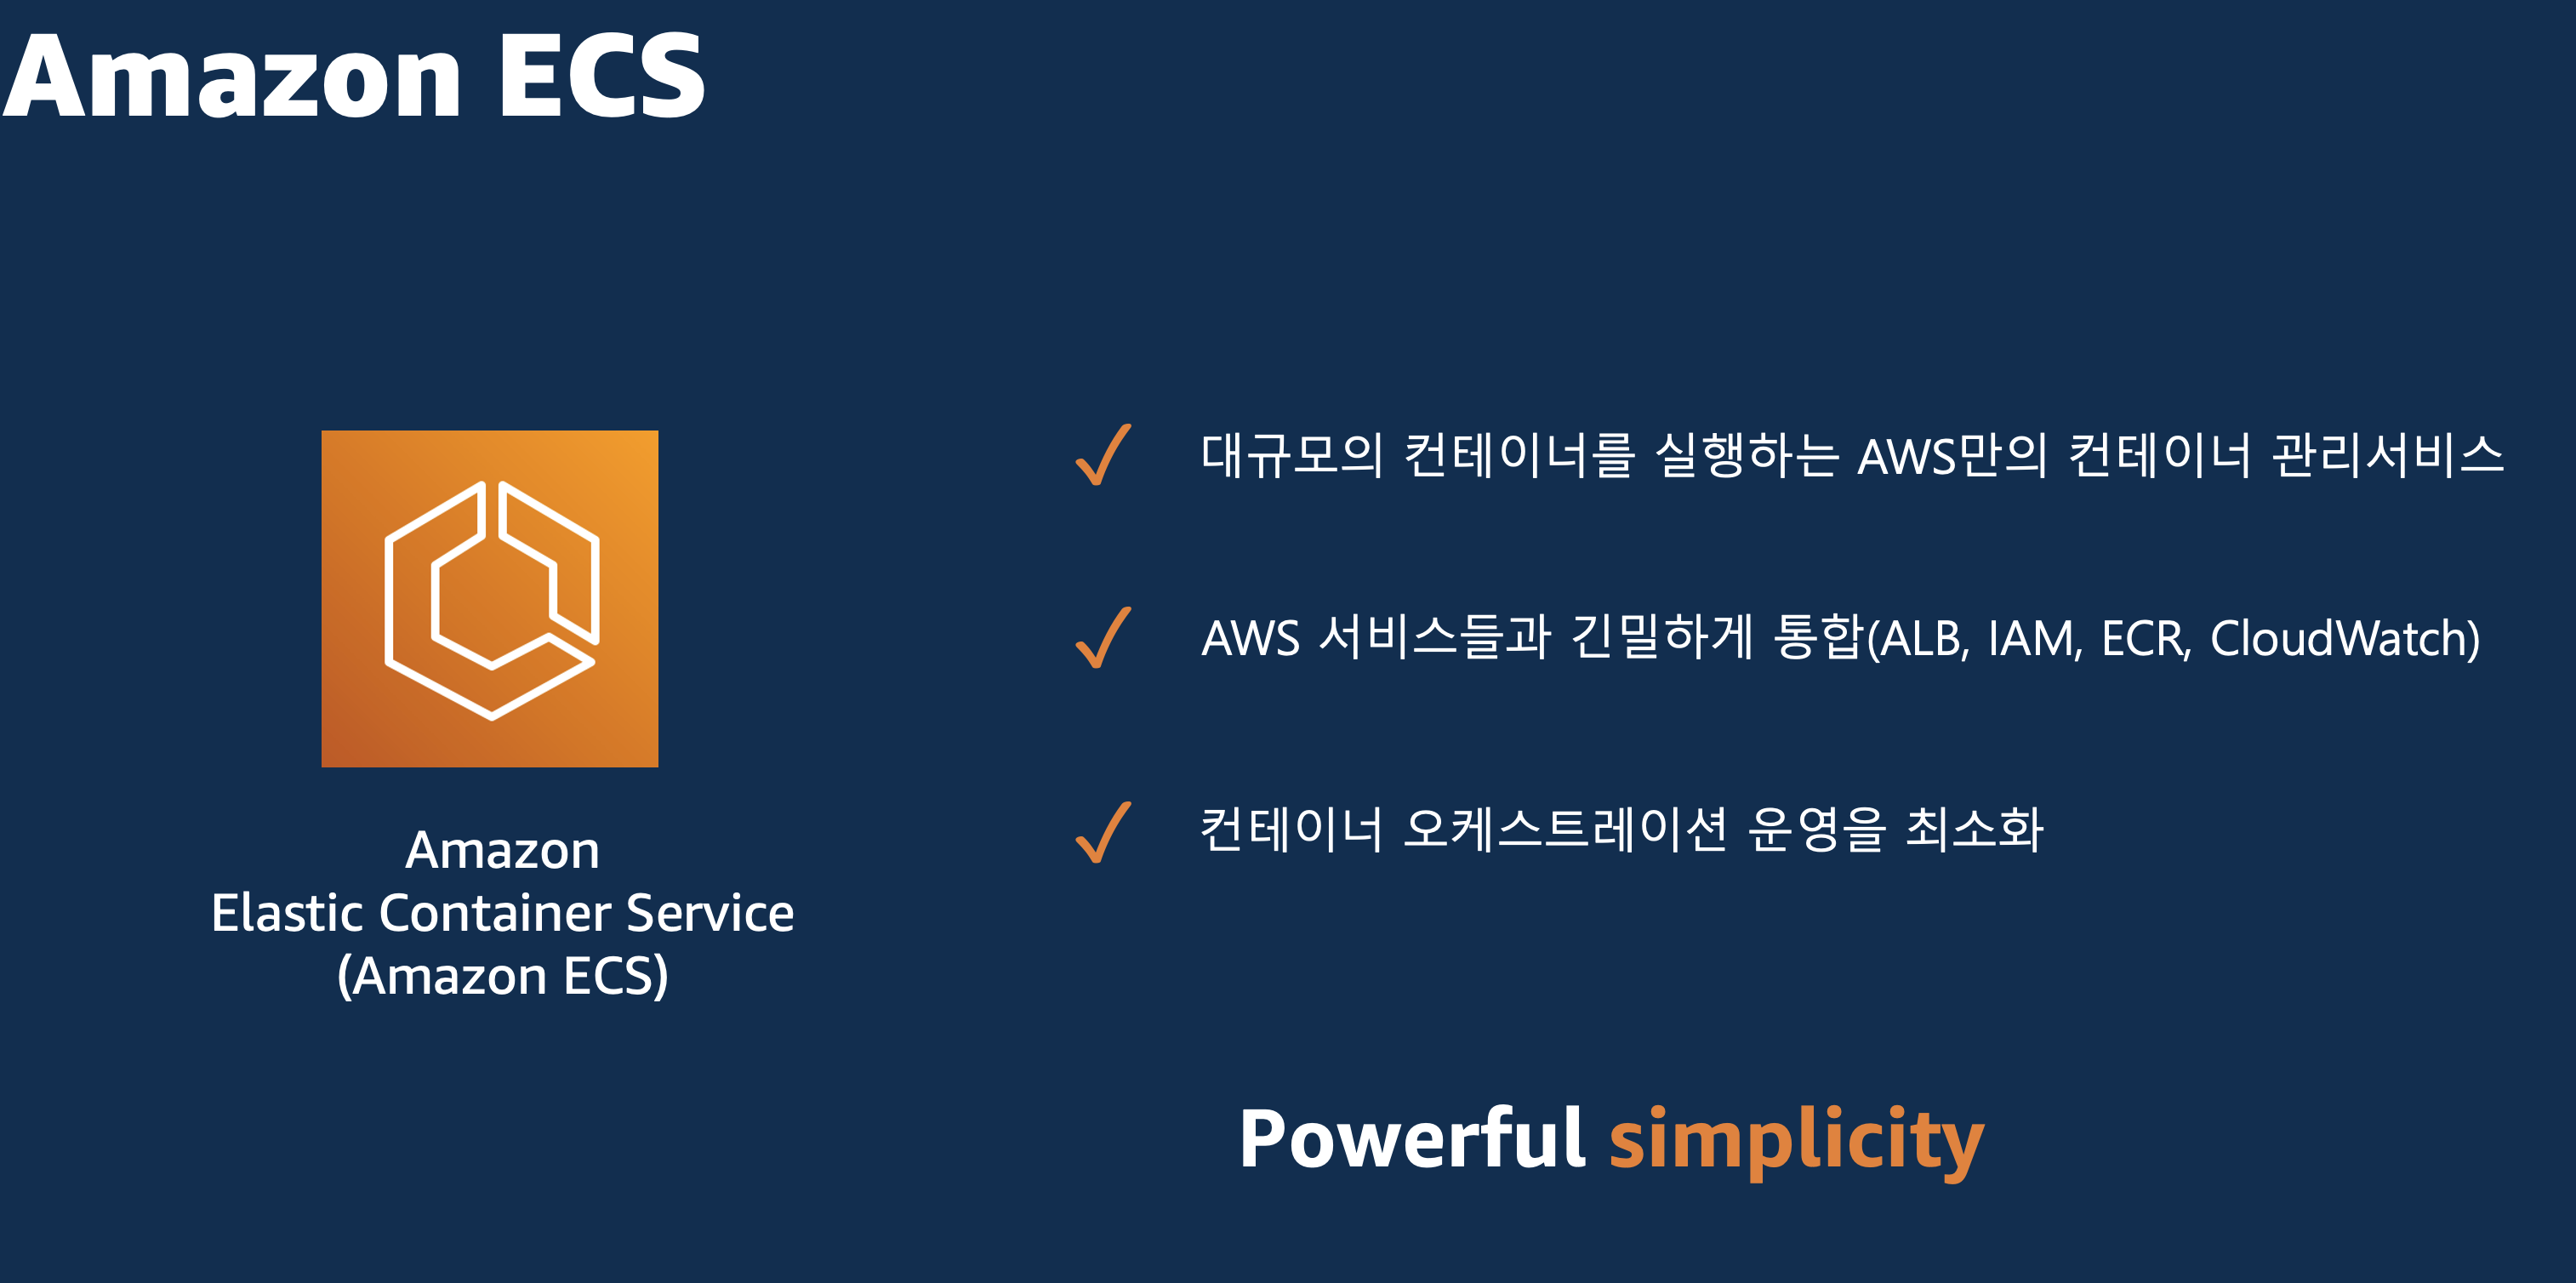 Amazon ECS
대규모의 컨테이너를 실행하는 AWS만의 컨테이너 관리서비스
AWS 서비스들과 긴밀하게 통합(ALB, IAM, ECR, CloudWatch)
컨테이너 오케스트레이션 운영을 최소화
Amazon
Elastic Container Service
(Amazon ECS)
Powerful simplicity